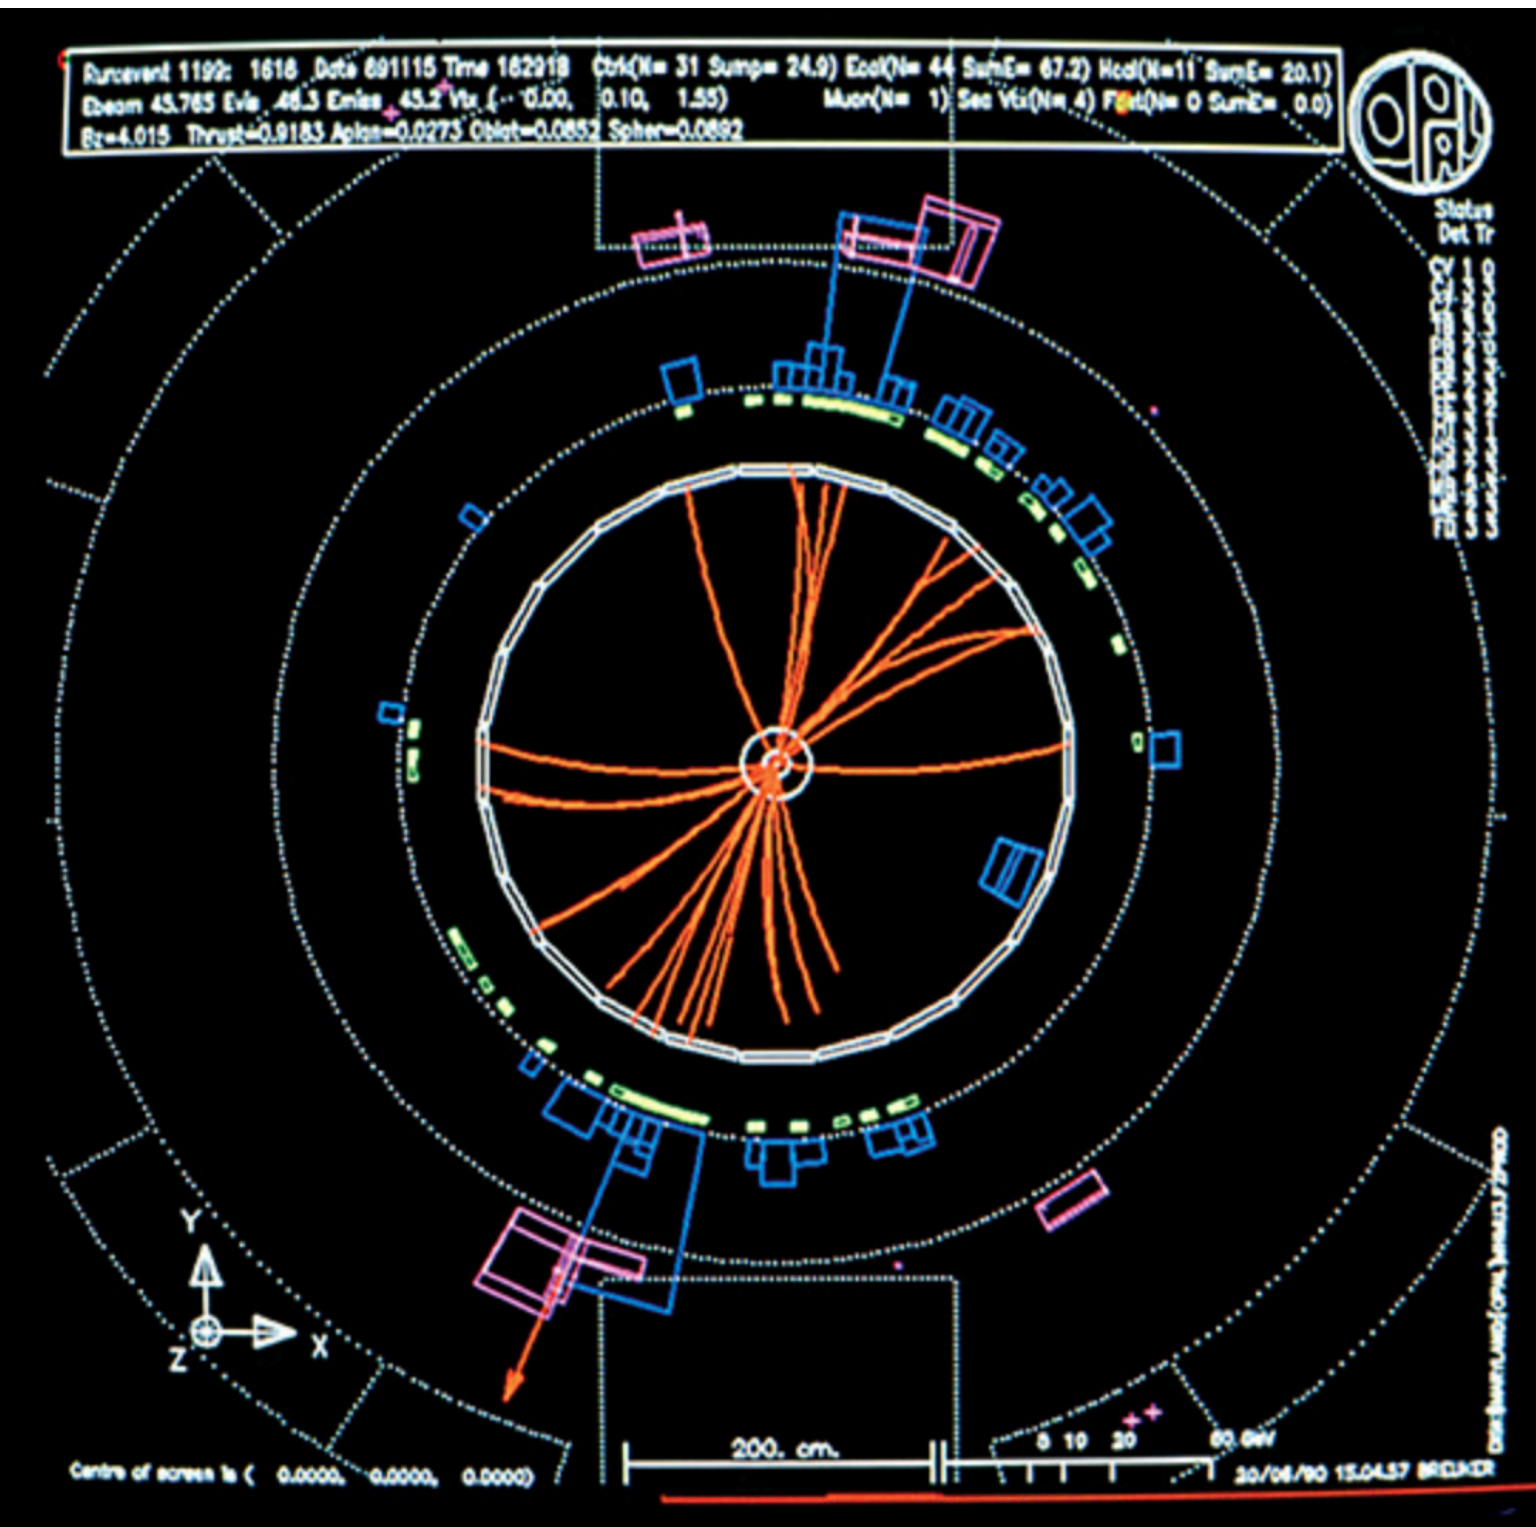 Run:event 1199: 1616 Date 891115 Time 162918 Ctrk(N= 31 Sump= 24.9) Ecal(N= 44 SumE= 67.2) Hcal(N=11 SumE= 20.1)
Ebeam 45.765 Evis 46.3 Emiss 45.2 Vtx ( 0.00, 0.10, 1.55) Muon(N= 1) Sec Vtx(N= 4) Fdet(N= 0 SumE= 0.0)
Bz=4.015 Thrust=0.9183 Aplan=0.0273 Oblat=0.0852 Spher=0.0892
Status
Det Tr
Y
X
Z
200. cm.
5 10 20 50 GeV
Centre of screen is ( 0.0000, 0.0000, 0.0000)
20/06/90 15.04.57 BREUKER